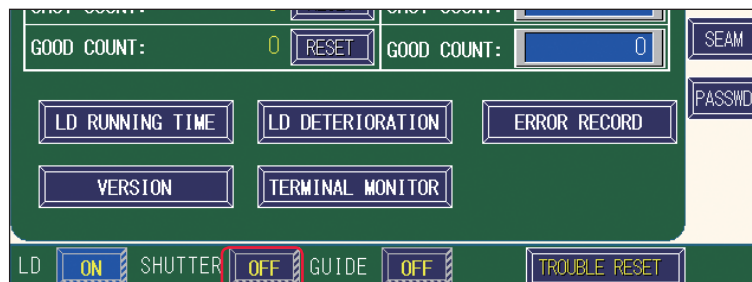 GOOD COUNT: 0 RESET GOOD COUNT: 0 SEAM
PASSWD
LD RUNNING TIME LD DETERIORATION ERROR RECORD
VERSION TERMINAL MONITOR
LD ON SHUTTER OFF GUIDE OFF TROUBLE RESET